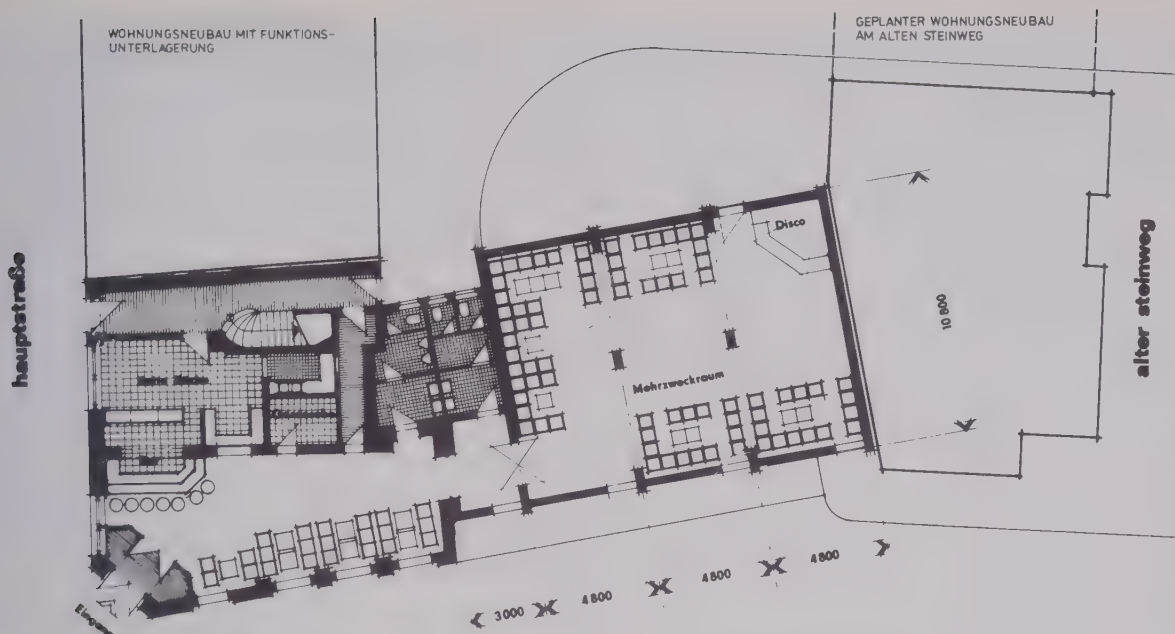 WOHNUNGSNEUBAU MIT FUNKTIONS-
UNTERLAGERUNG
GEPLANTER WOHNUNGSNEUBAU
AM ALTEN STEINWEG
hauptstraße
alter steinweg
Disco
10 800
Mehrzweckraum
Eingang
3000
4800
4800
4800